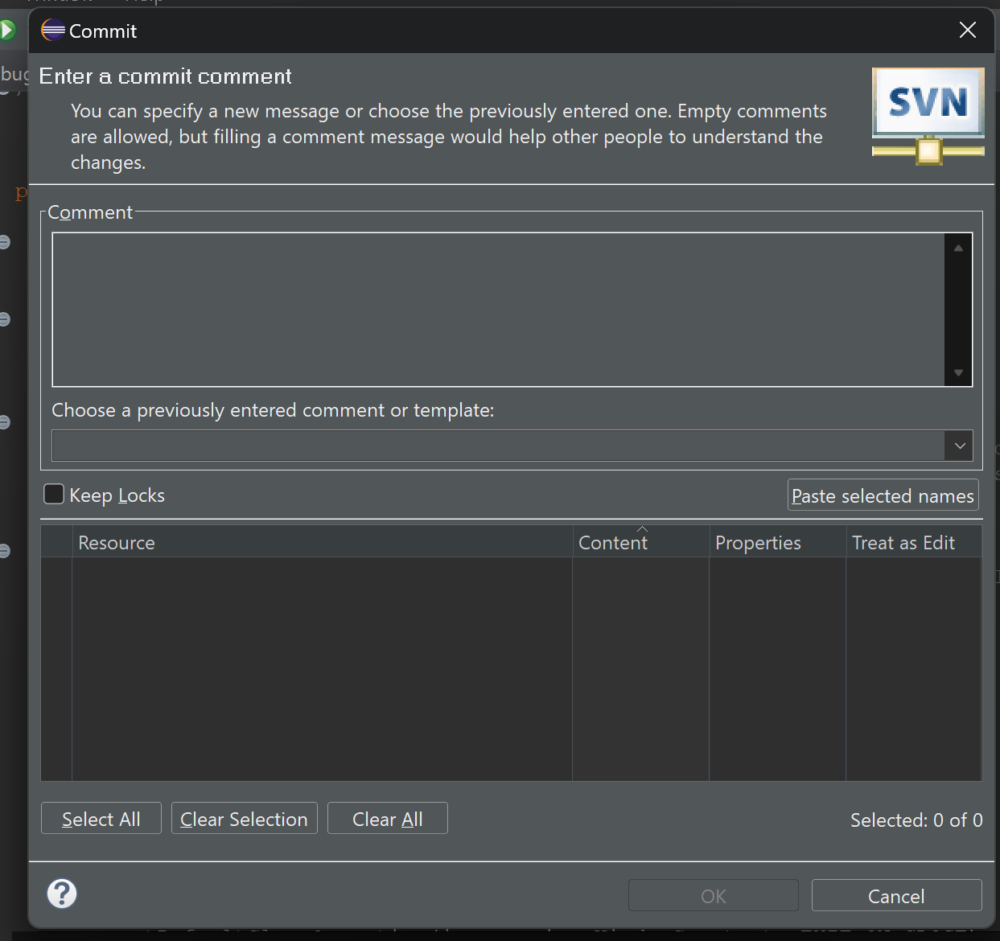 Commit
Enter a commit comment
SVN
You can specify a new message or choose the previously entered one. Empty comments
are allowed, but filling a comment message would help other people to understand the
changes.
Comment
Choose a previously entered comment or template:
Keep Locks
Paste selected names
Resource Content Properties Treat as Edit
Select All Clear Selection Clear All Selected: 0 of 0
? OK Cancel